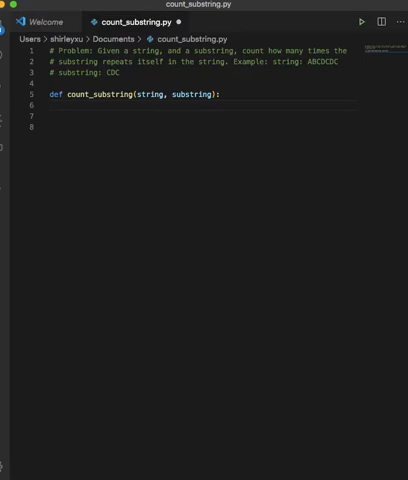 count_substring.py
Welcome
count_substring.py
Users > shirleyxu > Documents > count_substring.py
1 # Problem: Given a string, and a substring, count how many times the
2 # substring repeats itself in the string. Example: string: ABCDCDC
3 # substring: CDC
4
5 def count_substring(string, substring):
6
7
8